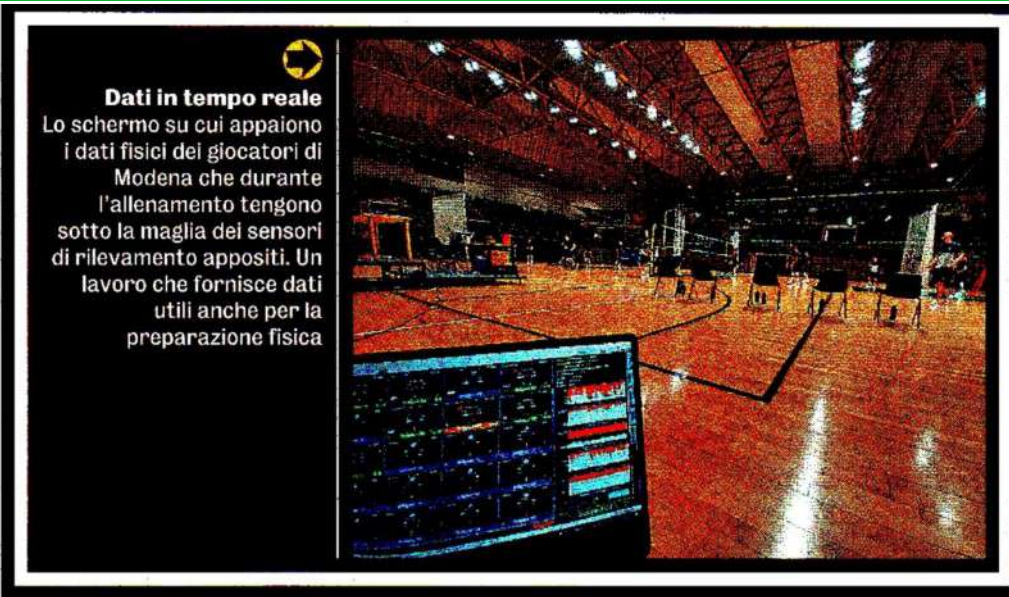 Dati in tempo reale
Lo schermo su cui appaiono
i dati fisici dei giocatori di
Modena che durante
l'allenamento tengono
sotto la maglia dei sensori
di rilevamento appositi. Un
lavoro che fornisce dati
utili anche per la
preparazione fisica